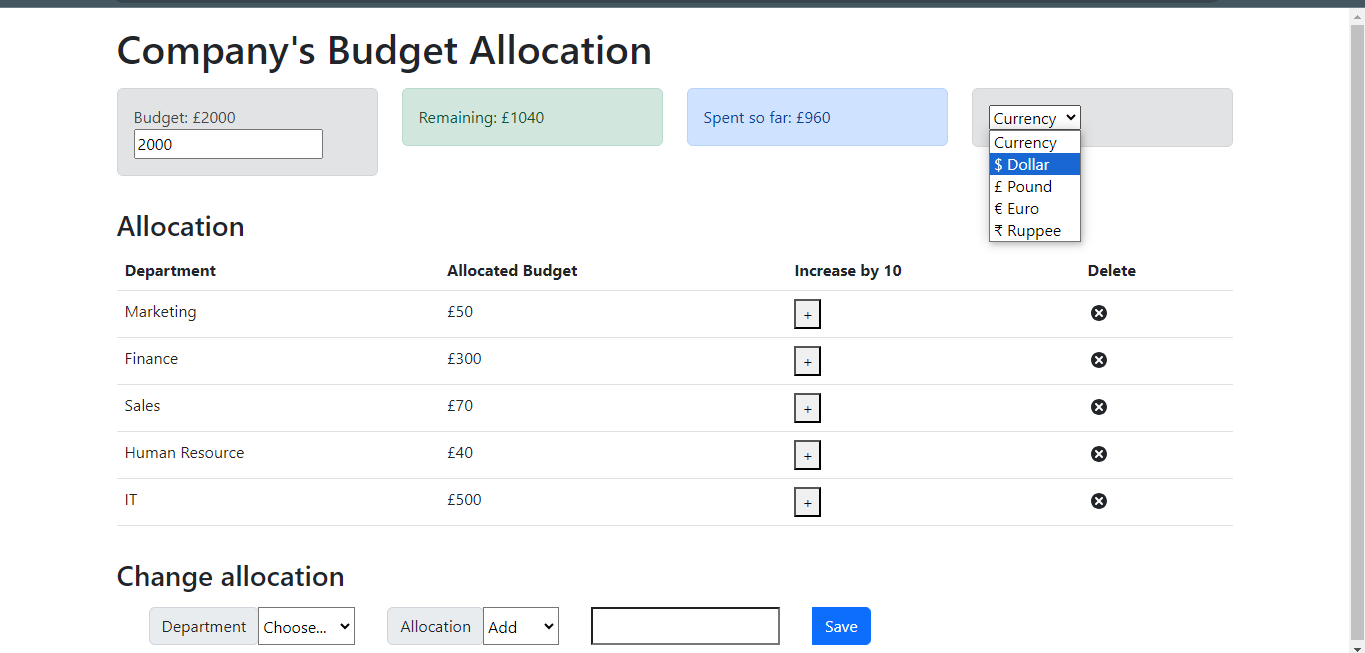 Company's Budget Allocation
Budget: £2000
2000
Remaining: £1040
Spent so far: £960
Currency
Currency
$ Dollar
£ Pound
€ Euro
₹ Ruppee
Allocation
Department Allocated Budget Increase by 10 Delete
Marketing £50 +
Finance £300 +
Sales £70 +
Human Resource £40 +
IT £500 +
Change allocation
Department Choose... Allocation Add Save